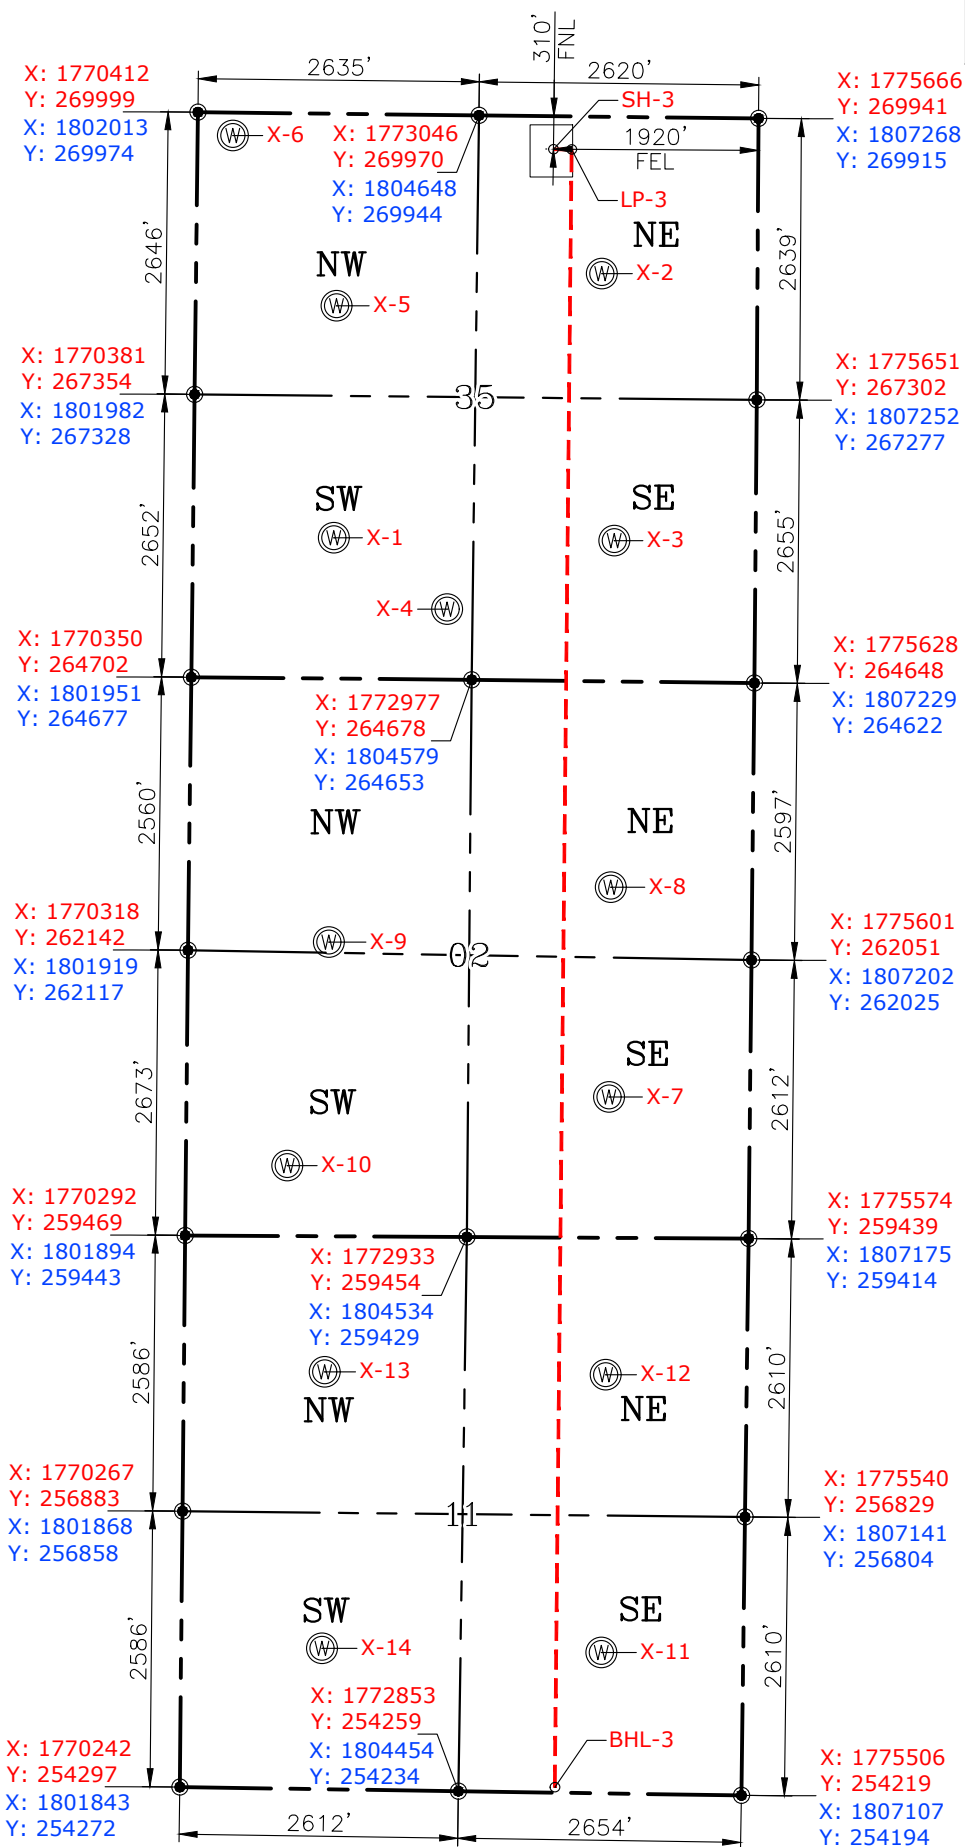 310'
FNL
2635'
2620'
X: 1770412
Y: 269999
X: 1802013
Y: 269974
X-6
X: 1773046
Y: 269970
X: 1804648
Y: 269944
SH-3
1920'
FEL
LP-3
X: 1775666
Y: 269941
X: 1807268
Y: 269915
2646'
NW
NE
2639'
W
X-5
W
X-2
W
X: 1770381
Y: 267354
X: 1801982
Y: 267328
35
X: 1775651
Y: 267302
X: 1807252
Y: 267277
2652'
SW
SE
2655'
W
X-1
W
X-3
X-4
W
X: 1770350
Y: 264702
X: 1801951
Y: 264677
X: 1772977
Y: 264678
X: 1804579
Y: 264653
X: 1775628
Y: 264648
X: 1807229
Y: 264622
2560'
NW
NE
2597'
W
X-8
X: 1770318
Y: 262142
X: 1801919
Y: 262117
W
X-9
02
X: 1775601
Y: 262051
X: 1807202
Y: 262025
2673'
SW
SE
2612'
W
X-7
W
X-10
X: 1770292
Y: 259469
X: 1801894
Y: 259443
X: 1772933
Y: 259454
X: 1804534
Y: 259429
X: 1775574
Y: 259439
X: 1807175
Y: 259414
2586'
W
X-13
NW
W
X-12
NE
2610'
X: 1770267
Y: 256883
X: 1801868
Y: 256858
11
X: 1775540
Y: 256829
X: 1807141
Y: 256804
2586'
SW
SE
2610'
W
X-14
W
X-11
X: 1772853
Y: 254259
X: 1804454
Y: 254234
BHL-3
X: 1770242
Y: 254297
X: 1801843
Y: 254272
X: 1775506
Y: 254219
X: 1807107
Y: 254194
2612'
2654'